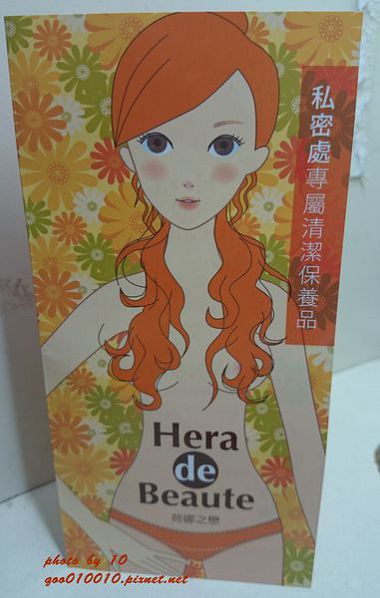 私密處專屬清潔保養品
Hera
de
Beaute
荷娜之戀
photo by 10
goo010010.pixnet.net